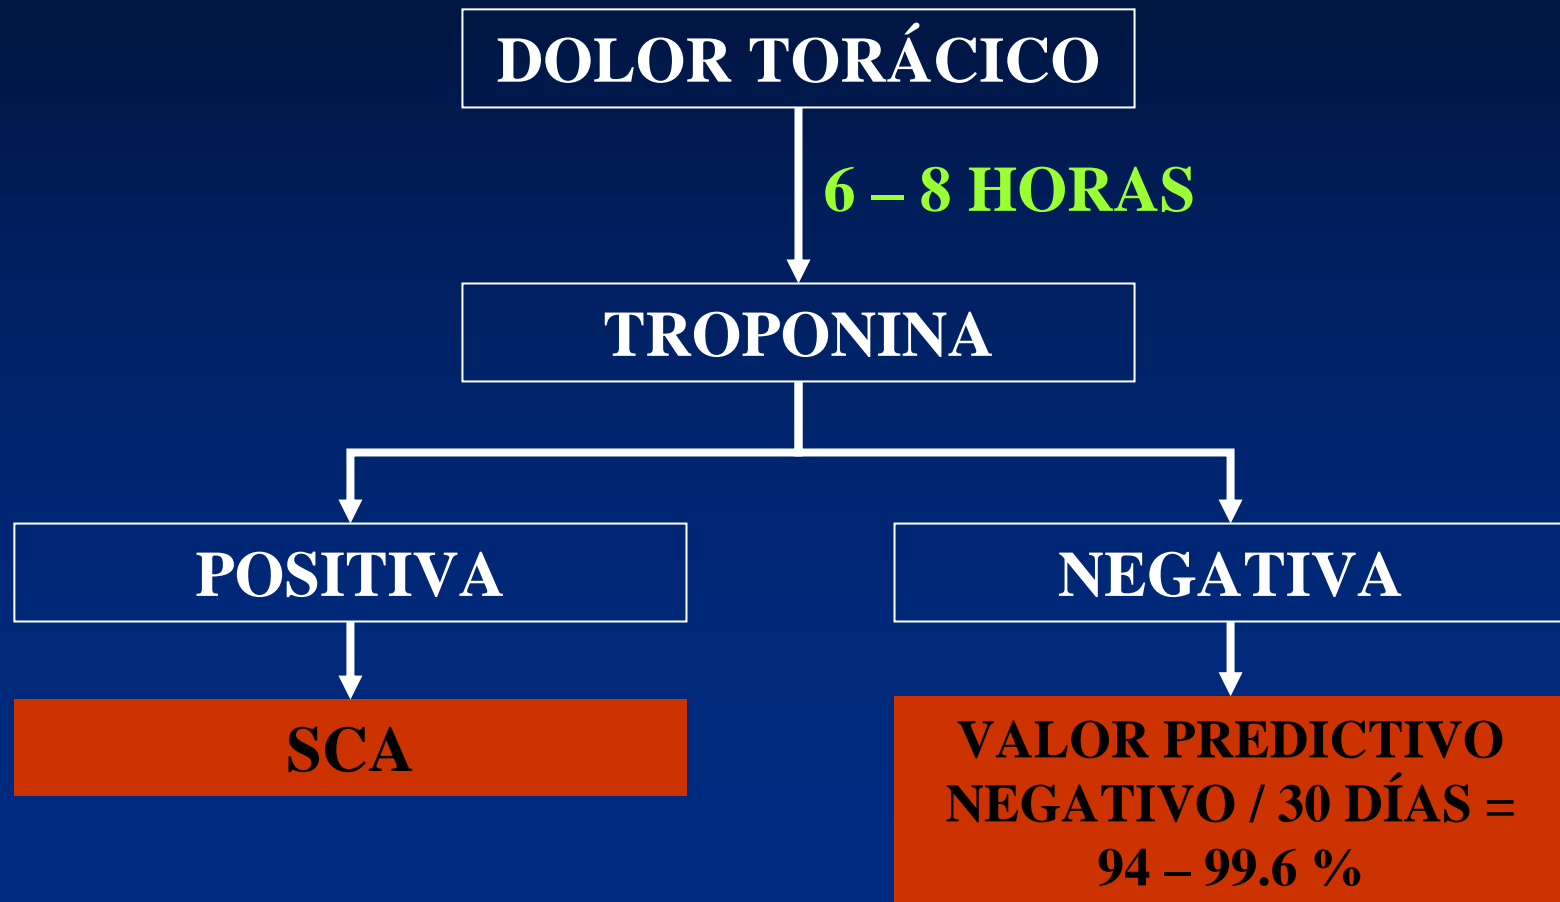 DOLOR TORÁCICO
6 – 8 HORAS
TROPONINA
POSITIVA
NEGATIVA
SCA
VALOR PREDICTIVO
NEGATIVO / 30 DÍAS =
94 – 99.6 %